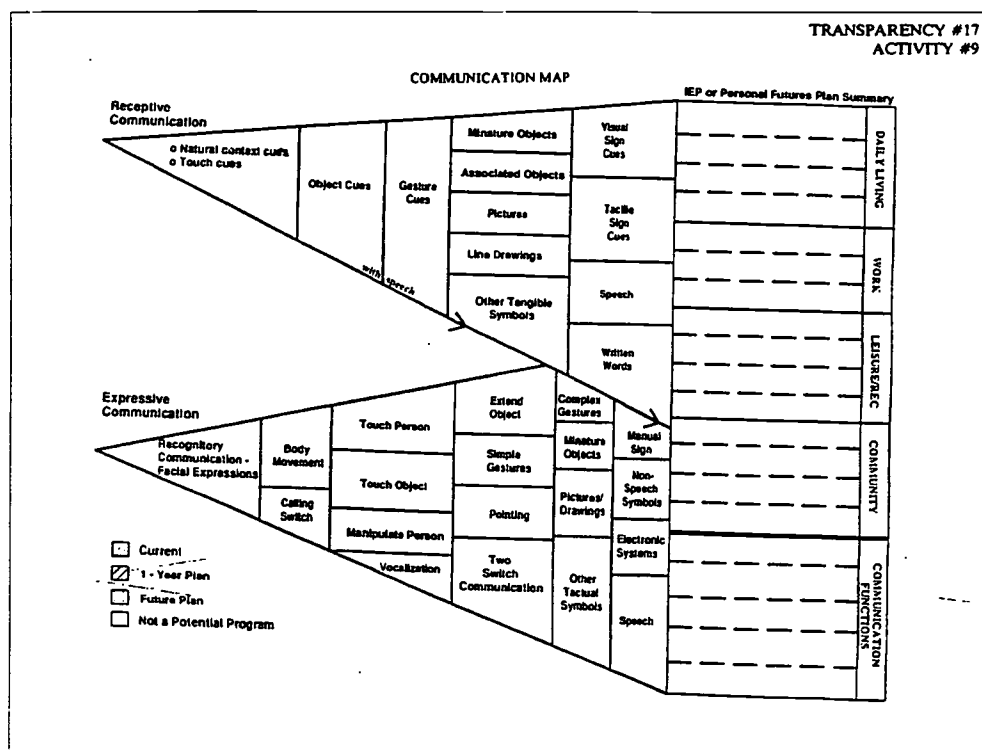 TRANSPARENCY #17
ACTIVITY #9
COMMUNICATION MAP
IEP or Personal Futures Plan Summary
Receptive
Communication
o Natural context cues
o Touch cues
Object Cues
Gesture
Cues
Minature Objects
Associated Objects
Pictures
Line Drawings
Other Tangible
Symbols
Visual
Sign
Cues
Tactile
Sign
Cues
Speech
Written
Words
with speech
DAILY LIVING
WORK
LEISURE/REC
COMMUNITY
COMMUNICATION
FUNCTIONS
Expressive
Communication
Recognitory
Communication -
Facial Expressions
Body
Movement
Calling
Switch
Touch Person
Touch Object
Manipulate Person
Vocalization
Extend
Object
Simple
Gestures
Pointing
Two
Switch
Communication
Complex
Gestures
Minature
Objects
Pictures/
Drawings
Other
Tactual
Symbols
Manual
Sign
Non-
Speech
Symbols
Electronic
Systems
Speech
Current
1 - Year Plan
Future Plan
Not a Potential Program